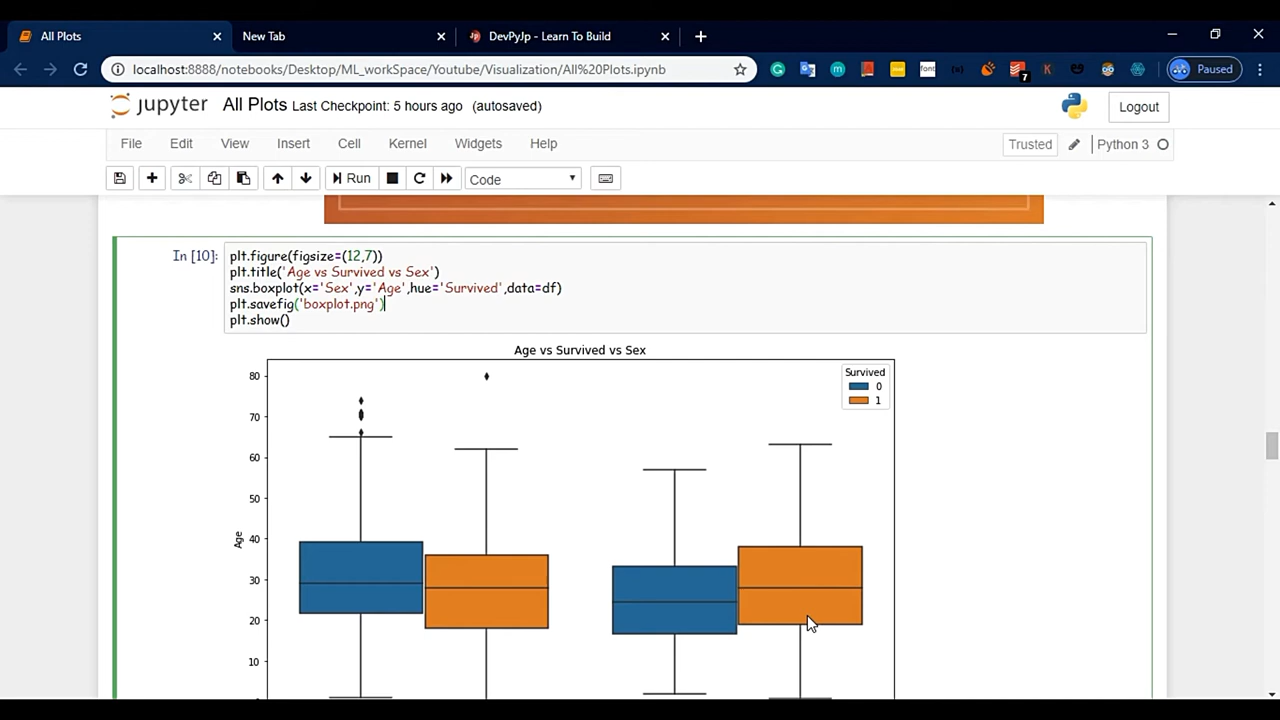 All Plots
New Tab
DevPyJp - Learn To Build
localhost:8888/notebooks/Desktop/ML_workSpace/Youtube/Visualization/All%20Plots.ipynb
7
Paused
jupyter All Plots Last Checkpoint: 5 hours ago (autosaved)
Logout
File Edit View Insert Cell Kernel Widgets Help
Trusted
Python 3
Run
Code
In [10]:
plt.figure(figsize=(12,7))
plt.title('Age vs Survived vs Sex')
sns.boxplot(x='Sex',y='Age',hue='Survived',data=df)
plt.savefig('boxplot.png')
plt.show()
Age vs Survived vs Sex
Survived
0
1
80
70
60
50
40
30
20
10
Age